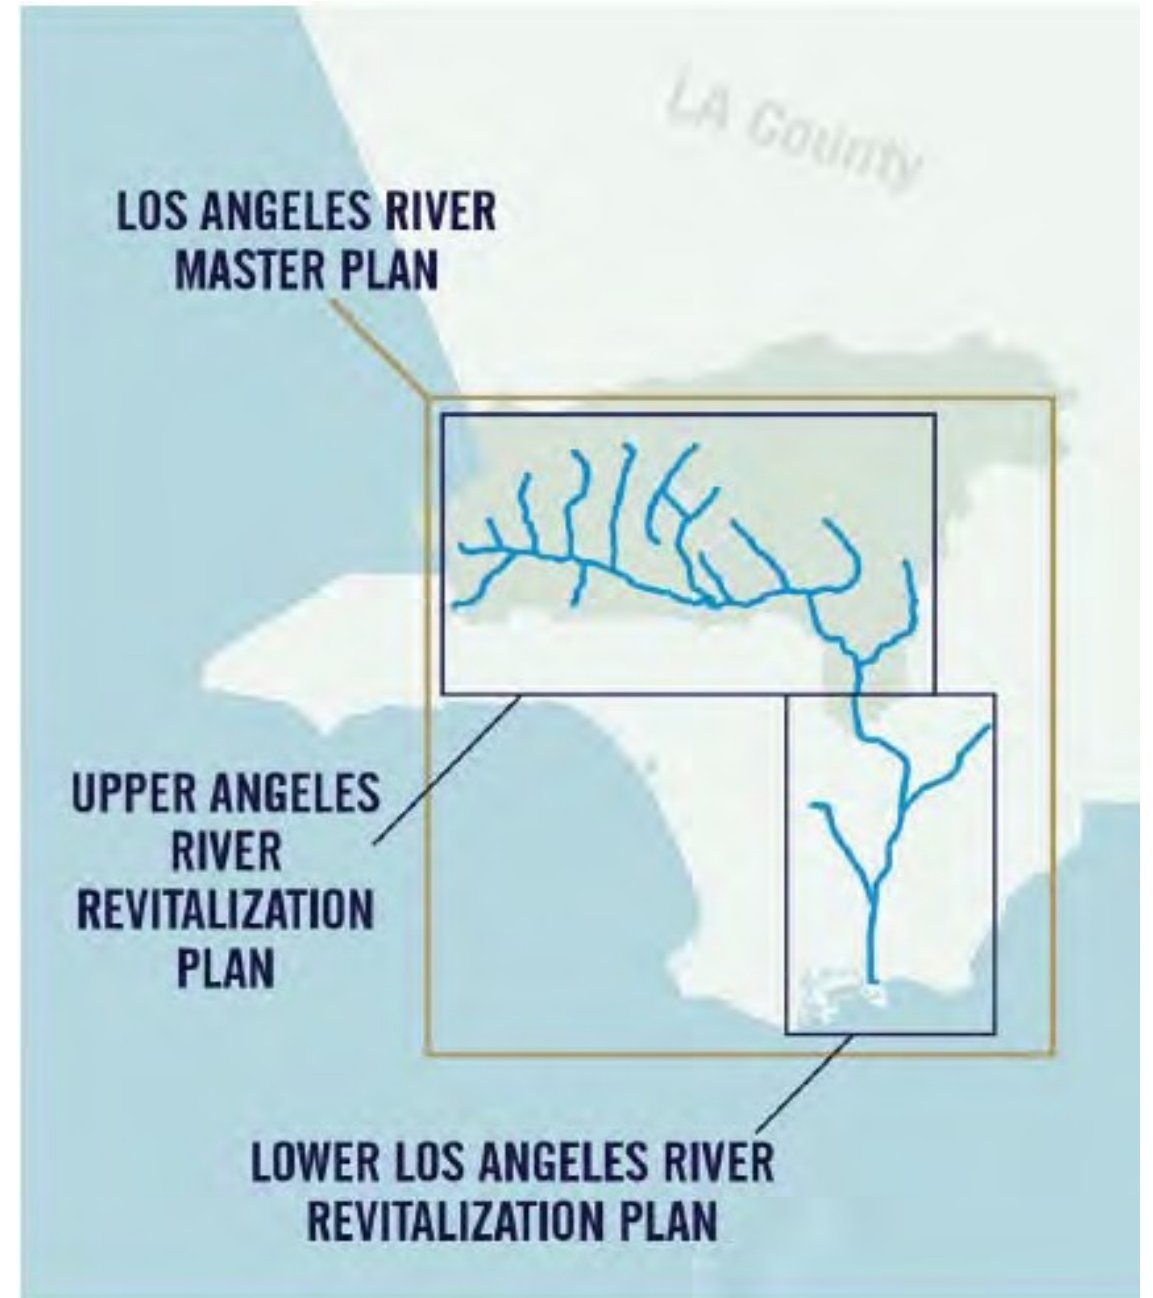 LA County
LOS ANGELES RIVER
MASTER PLAN
UPPER ANGELES
RIVER
REVITALIZATION
PLAN
LOWER LOS ANGELES RIVER
REVITALIZATION PLAN